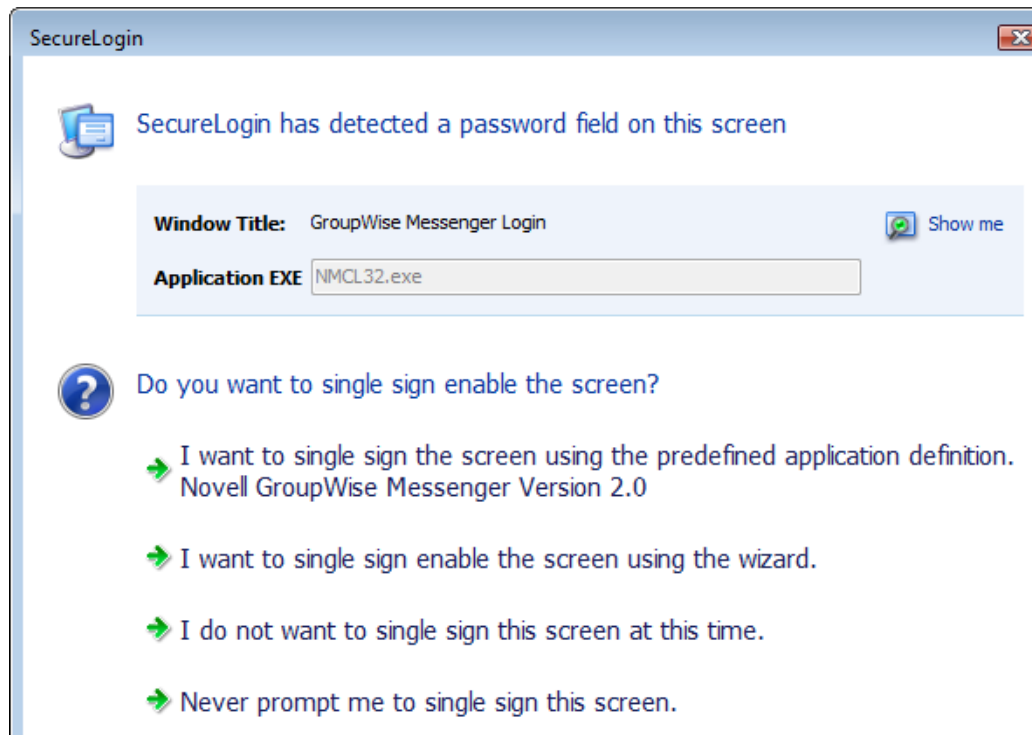 SecureLogin
SecureLogin has detected a password field on this screen
Window Title: GroupWise Messenger Login
Show me
Application EXE NMCL32.exe
Do you want to single sign enable the screen?
I want to single sign the screen using the predefined application definition.
Novell GroupWise Messenger Version 2.0
I want to single sign enable the screen using the wizard.
I do not want to single sign this screen at this time.
Never prompt me to single sign this screen.